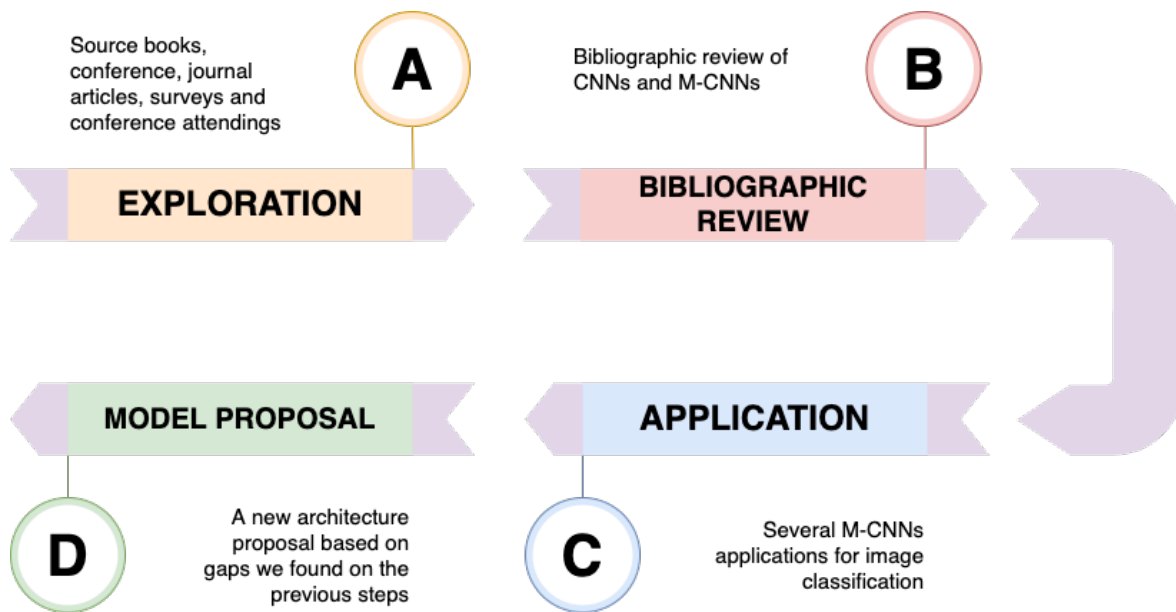 Source books,
conference, journal
articles, surveys and
conference attendings
A
EXPLORATION
Bibliographic review of
CNNs and M-CNNs
B
BIBLIOGRAPHIC
REVIEW
APPLICATION
C
Several M-CNNs
applications for image
classification
MODEL PROPOSAL
D
A new architecture
proposal based on
gaps we found on the
previous steps